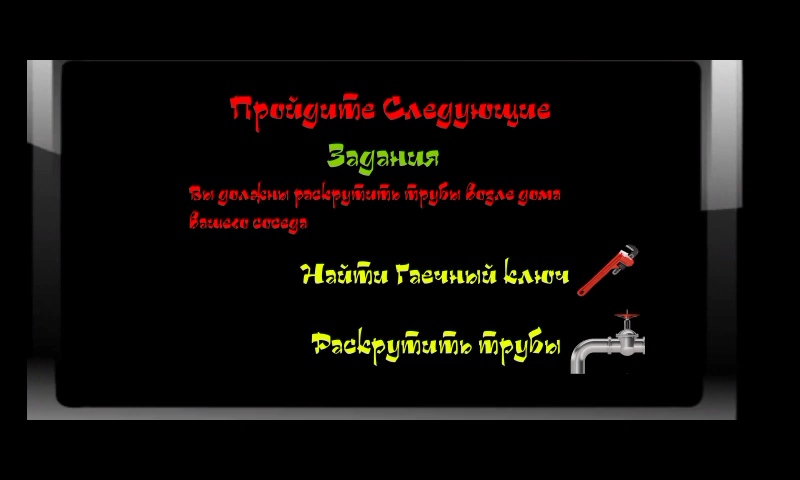 Пройдите Следующие
Задания
Вы должны раскрутить трубы возле дома
вашего соседа
Найти Гаечный ключ
Раскрутить трубы